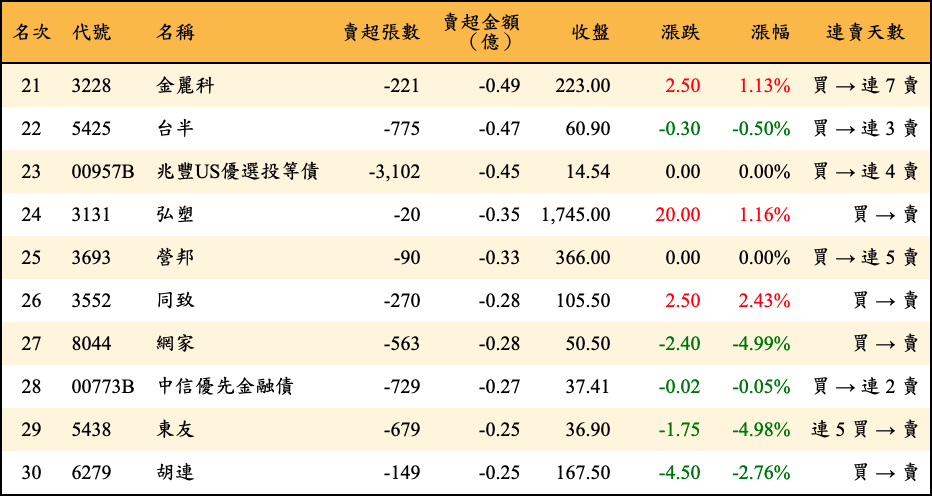 名次 代號 名稱 賣超張數 賣超金額（億） 收盤 漲跌 漲幅 連賣天數
21 3228 金麗科 -221 -0.49 223.00 2.50 1.13% 買 → 連 7 賣
22 5425 台半 -775 -0.47 60.90 -0.30 -0.50% 買 → 連 3 賣
23 00957B 兆豐US優選投等債 -3,102 -0.45 14.54 0.00 0.00% 買 → 連 4 賣
24 3131 弘塑 -20 -0.35 1,745.00 20.00 1.16% 買 → 賣
25 3693 營邦 -90 -0.33 366.00 0.00 0.00% 買 → 連 5 賣
26 3552 同致 -270 -0.28 105.50 2.50 2.43% 買 → 賣
27 8044 網家 -563 -0.28 50.50 -2.40 -4.99% 買 → 賣
28 00773B 中信優先金融債 -729 -0.27 37.41 -0.02 -0.05% 買 → 連 2 賣
29 5438 東友 -679 -0.25 36.90 -1.75 -4.98% 連 5 買 → 賣
30 6279 胡連 -149 -0.25 167.50 -4.50 -2.76% 買 → 賣